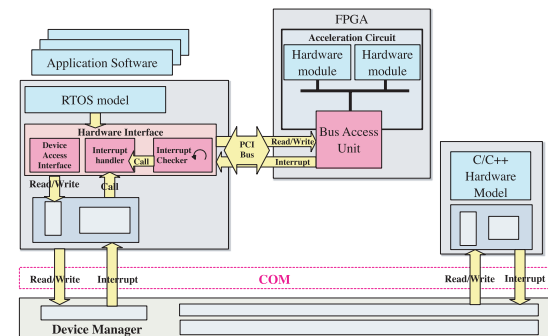 FPGA
Acceleration Circuit
Hardware module
Hardware module
Bus Access Unit
Application Software
RTOS model
Hardware Interface
Device Access Interface
Interrupt handler
Call
Interrupt Checker
PCI Bus
Read/Write
Interrupt
Read/Write
Call
C/C++ Hardware Model
COM
Read/Write
Interrupt
Read/Write
Interrupt
Device Manager